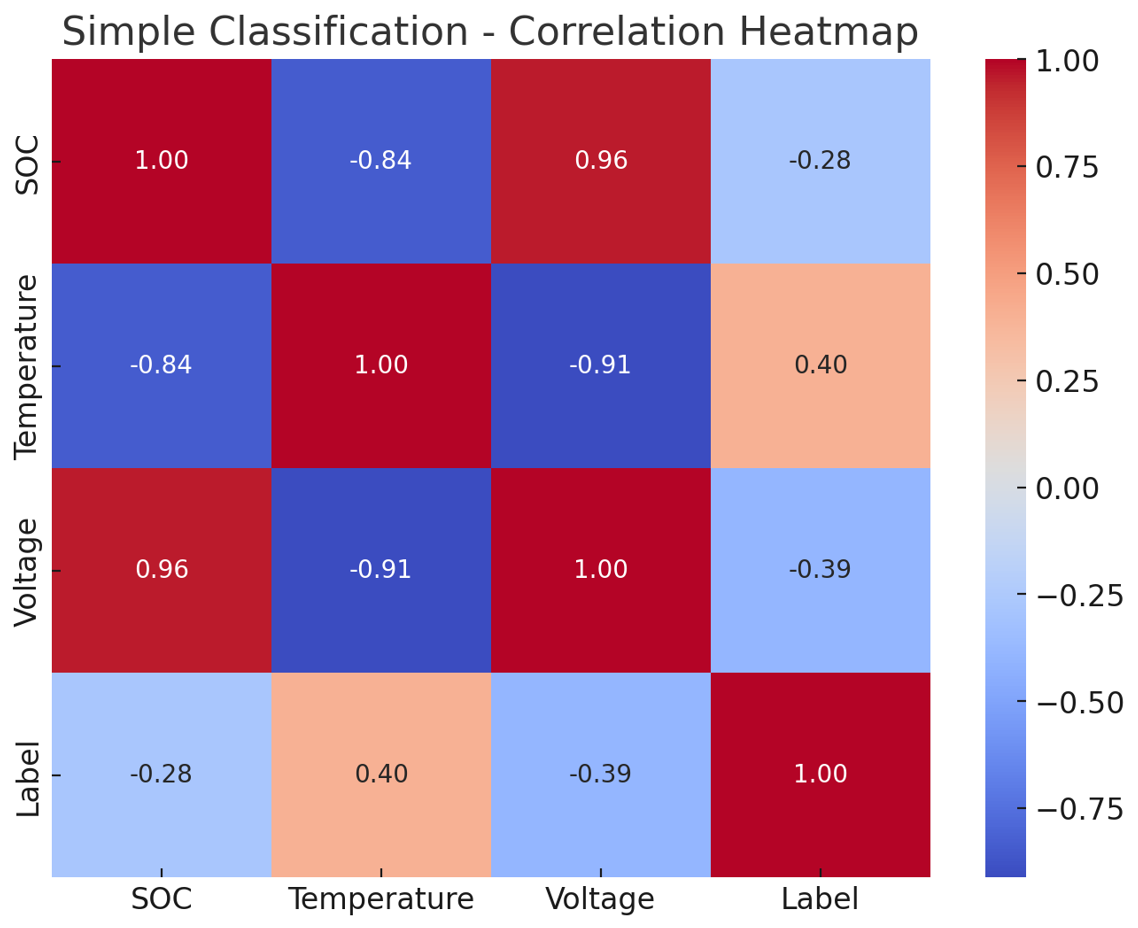 Simple Classification - Correlation Heatmap
SOC
1.00
-0.84
0.96
-0.28
Temperature
-0.84
1.00
-0.91
0.40
Voltage
0.96
-0.91
1.00
-0.39
Label
-0.28
0.40
-0.39
1.00
SOC
Temperature
Voltage
Label
1.00
0.75
0.50
0.25
0.00
−0.25
−0.50
−0.75